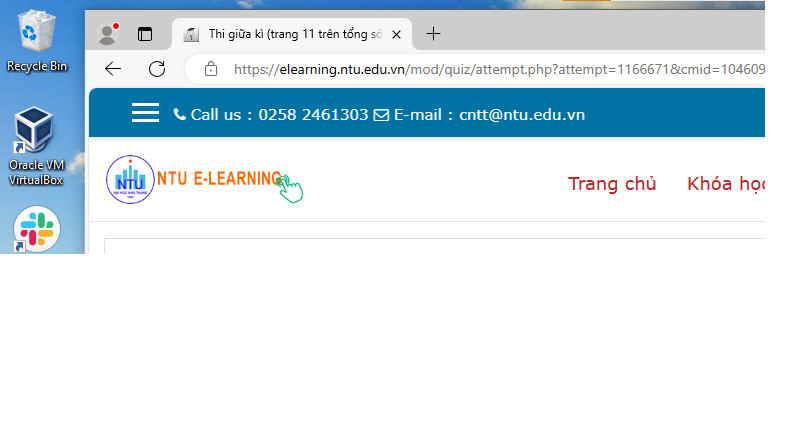 Recycle Bin
Oracle VM
VirtualBox
Thi giữa kì (trang 11 trên tổng số
https://elearning.ntu.edu.vn/mod/quiz/attempt.php?attempt=1166671&cmid=104609
Call us : 0258 2461303 E-mail : cntt@ntu.edu.vn
NTU
NTU E-LEARNING
Trang chủ Khóa học